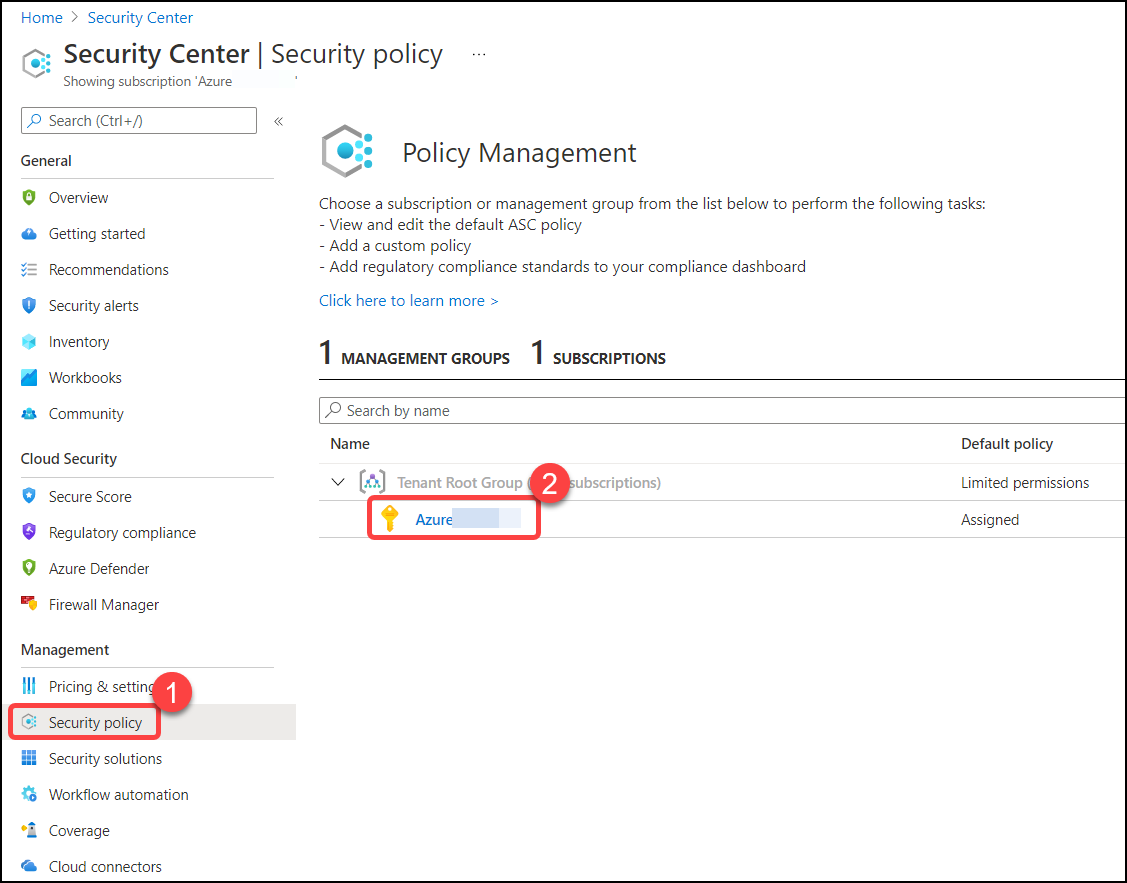 Home > Security Center
Security Center | Security policy ...
Showing subscription 'Azure '
Search (Ctrl+/) «
General
Overview
Getting started
Recommendations
Security alerts
Inventory
Workbooks
Community
Cloud Security
Secure Score
Regulatory compliance
Azure Defender
Firewall Manager
Management
Pricing & setting
1
Security policy
Security solutions
Workflow automation
Coverage
Cloud connectors
Policy Management
Choose a subscription or management group from the list below to perform the following tasks:
- View and edit the default ASC policy
- Add a custom policy
- Add regulatory compliance standards to your compliance dashboard
Click here to learn more >
1 MANAGEMENT GROUPS 1 SUBSCRIPTIONS
Search by name
Name Default policy
Tenant Root Group ( 2 subscriptions) Limited permissions
Azure Assigned